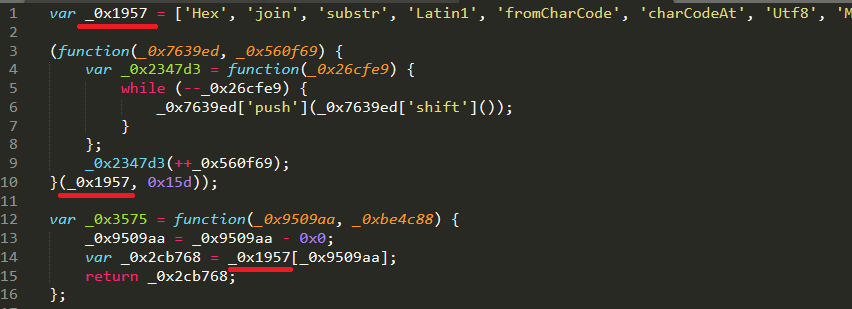 1 var _0x1957 = ['Hex', 'join', 'substr', 'Latin1', 'fromCharCode', 'charCodeAt', 'Utf8', 'M
2
3 (function(_0x7639ed, _0x560f69) {
4 var _0x2347d3 = function(_0x26cfe9) {
5 while (--_0x26cfe9) {
6 _0x7639ed['push'](_0x7639ed['shift']());
7 }
8 };
9 _0x2347d3(++_0x560f69);
10 }(_0x1957, 0x15d));
11
12 var _0x3575 = function(_0x9509aa, _0xbe4c88) {
13 _0x9509aa = _0x9509aa - 0x0;
14 var _0x2cb768 = _0x1957[_0x9509aa];
15 return _0x2cb768;
16 };